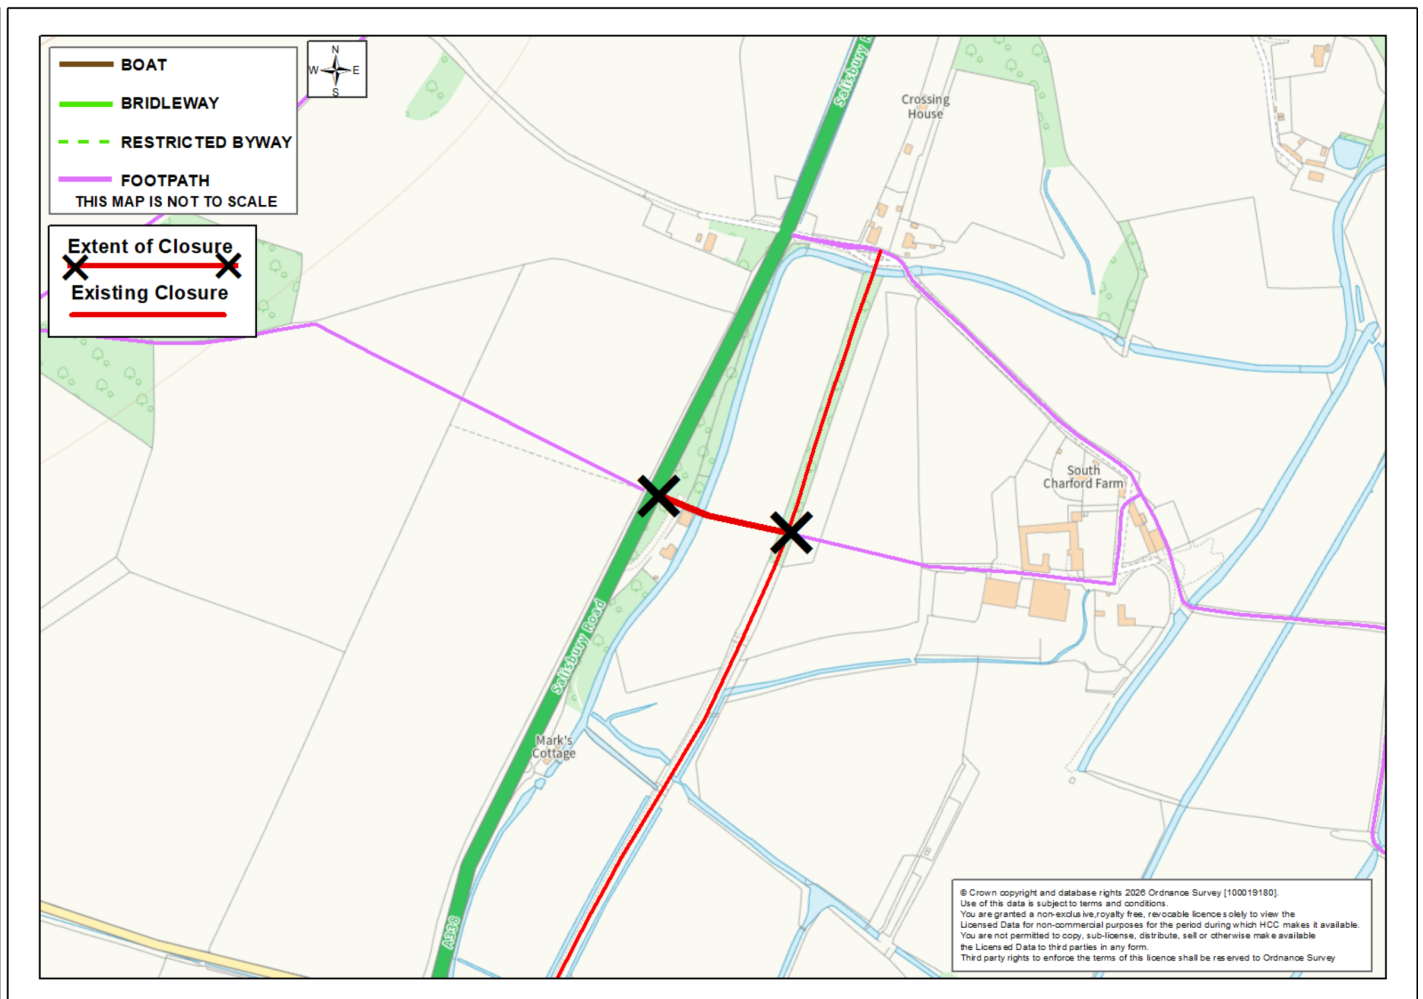 BOAT
BRIDLEWAY
RESTRICTED BYWAY
FOOTPATH
THIS MAP IS NOT TO SCALE
N
W E
S
Extent of Closure
Existing Closure
Salisbury
Crossing
House
South
Charford Farm
Salisbury Road
Mark's
Cottage
A338
© Crown copyright and database rights 2026 Ordnance Survey [100019180].
Use of this data is subject to terms and conditions.
You are granted a non-exclusive,royalty free, revocable licence solely to view the
Licensed Data for non-commercial purposes for the period during which HCC makes it available.
You are not permitted to copy, sub-license, distribute, sell or otherwise make available
the Licensed Data to third parties in any form.
Third party rights to enforce the terms of this licence shall be reserved to Ordnance Survey